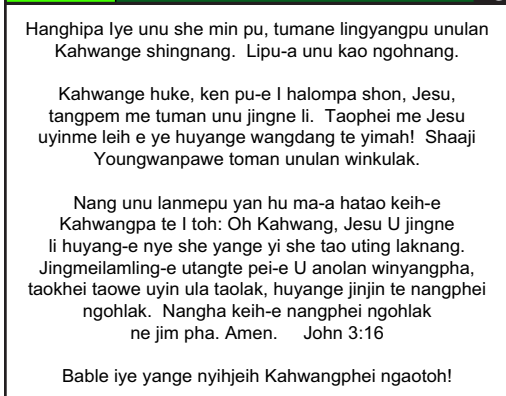 Hanghipa Iye unu she min pu, tumane lingyangpu unulan
Kahwange shingnang.  Lipu-a unu kao ngohnang.
Kahwange huke, ken pu-e I halompa shon, Jesu,
tangpem me tuman unu jingne li.  Taophei me Jesu
uyinme leih e ye huyange wangdang te yimah!  Shaaji
Youngwanpawe toman unulan winkulak.
Nang unu lanmepu yan hu ma-a hatao keih-e
Kahwangpa te I toh: Oh Kahwang, Jesu U jingne
li huyang-e nye she yange yi she tao uting laknang.
Jingmeilamling-e utangte pei-e U anolan winyangpha,
taokhei taowe uyin ula taolak, huyange jinjin te nangphei
ngohlak.  Nangha keih-e nangphei ngohlak
ne jim pha. Amen.    John 3:16
Bable iye yange nyihjeih Kahwangphei ngaotoh!